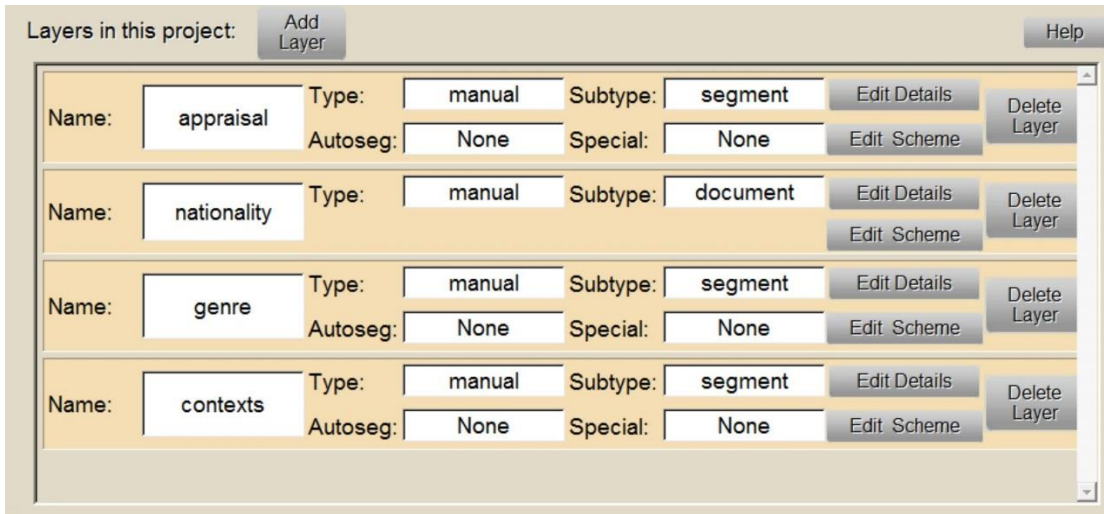 Layers in this project: Add Layer Help
Name: appraisal Type: manual Subtype: segment Edit Details Delete Layer
Autoseg: None Special: None Edit Scheme
Name: nationality Type: manual Subtype: document Edit Details Delete Layer
Edit Scheme
Name: genre Type: manual Subtype: segment Edit Details Delete Layer
Autoseg: None Special: None Edit Scheme
Name: contexts Type: manual Subtype: segment Edit Details Delete Layer
Autoseg: None Special: None Edit Scheme